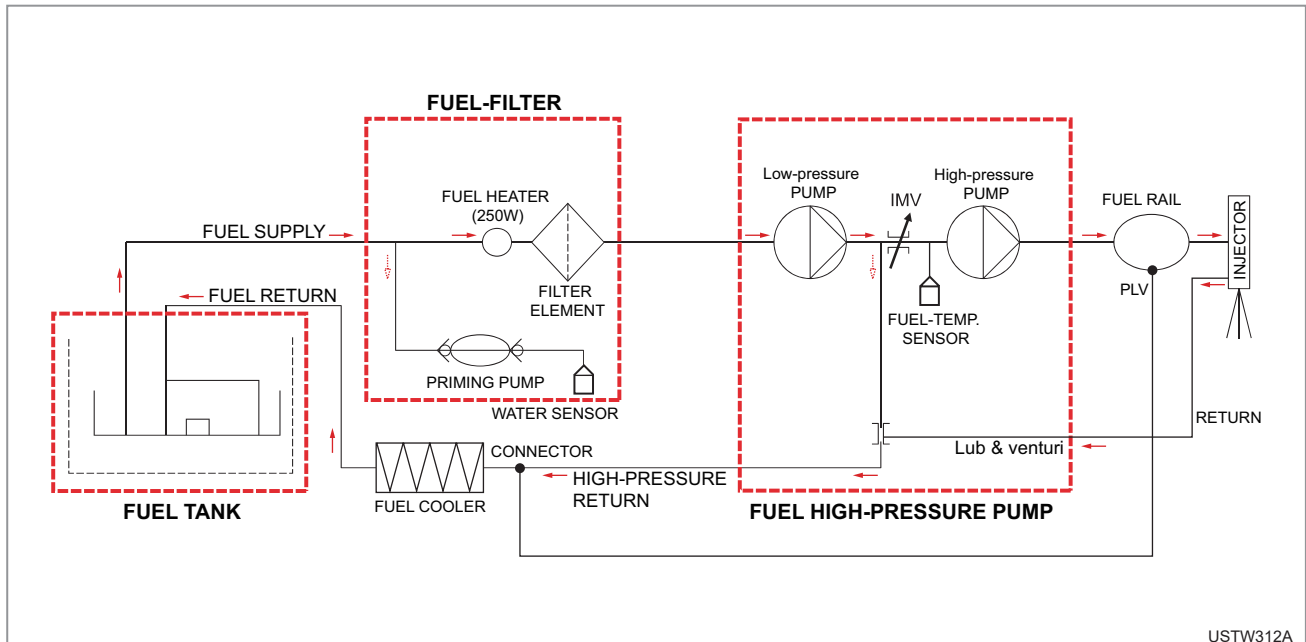 FUEL-FILTER
FUEL HEATER
(250W)
FUEL SUPPLY
FUEL RETURN
FILTER
ELEMENT
PRIMING PUMP
WATER SENSOR
Low-pressure
PUMP
IMV
High-pressure
PUMP
FUEL-TEMP.
SENSOR
FUEL RAIL
PLV
INJECTOR
RETURN
Lub & venturi
CONNECTOR
HIGH-PRESSURE
RETURN
FUEL COOLER
FUEL TANK
FUEL HIGH-PRESSURE PUMP
USTW312A